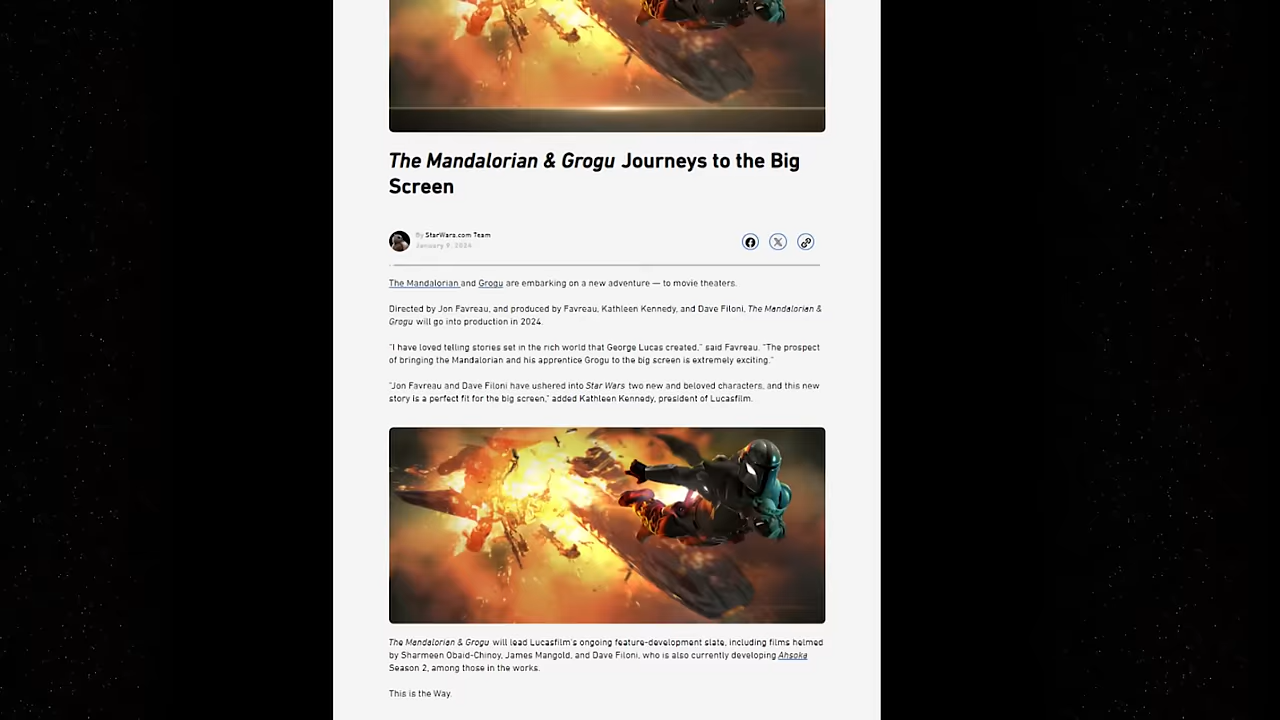 The Mandalorian & Grogu Journeys to the Big
Screen
By StarWars.com Team
January 9, 2024
The Mandalorian and Grogu are embarking on a new adventure — to movie theaters.
Directed by Jon Favreau, and produced by Favreau, Kathleen Kennedy, and Dave Filoni, The Mandalorian &
Grogu will go into production in 2024.
"I have loved telling stories set in the rich world that George Lucas created," said Favreau. "The prospect
of bringing the Mandalorian and his apprentice Grogu to the big screen is extremely exciting."
"Jon Favreau and Dave Filoni have ushered into Star Wars two new and beloved characters, and this new
story is a perfect fit for the big screen," added Kathleen Kennedy, president of Lucasfilm.
The Mandalorian & Grogu will lead Lucasfilm's ongoing feature-development slate, including films helmed
by Sharmeen Obaid-Chinoy, James Mangold, and Dave Filoni, who is also currently developing Ahsoka
Season 2, among those in the works.
This is the Way.